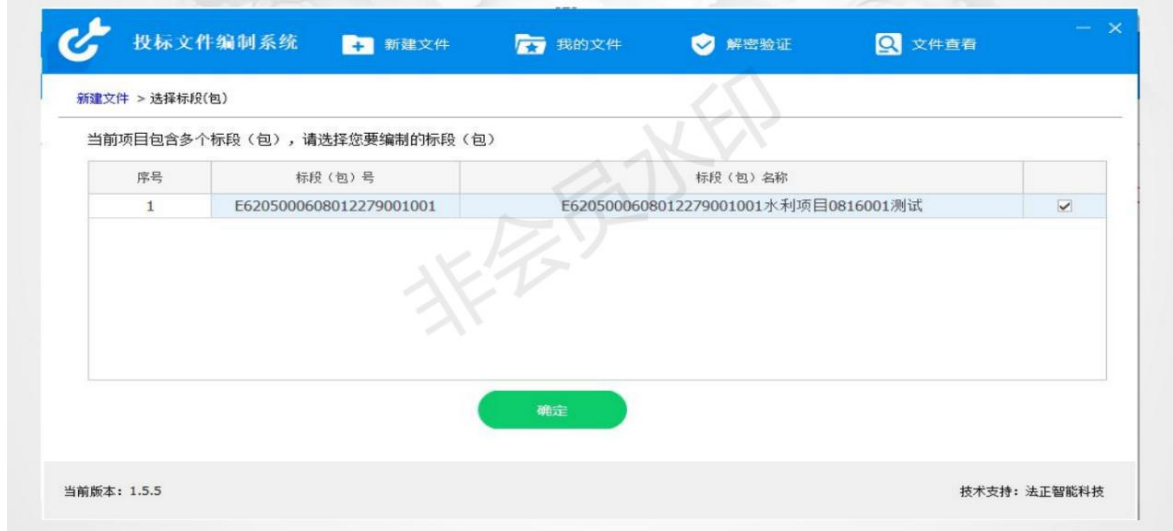 投标文件编制系统 新建文件 我的文件 解密验证 文件查看
新建文件 > 选择标段(包)
当前项目包含多个标段（包），请选择您要编制的标段（包）
序号 标段（包）号 标段（包）名称
1 E6205000608012279001001 E6205000608012279001001水利项目0816001测试
非会员水印
确定
当前版本：1.5.5 技术支持：法正智能科技